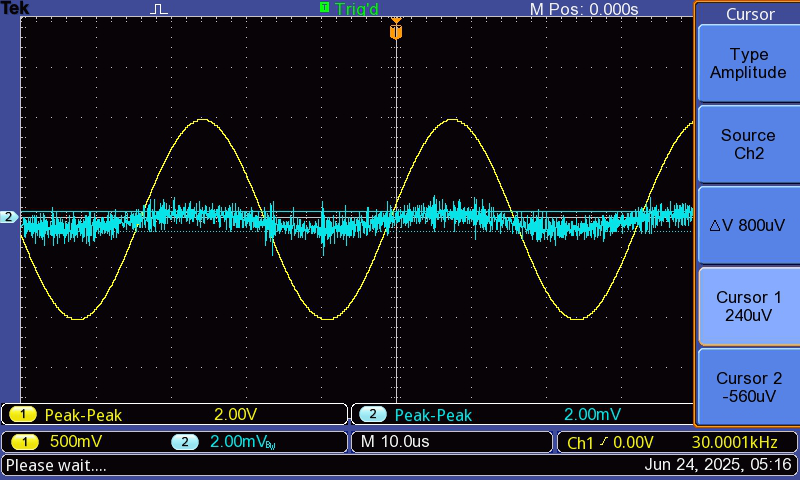 Tek
T Trig'd
M Pos: 0.000s
Cursor
T
Type
Amplitude
Source
Ch2
△V 800uV
Cursor 1
240uV
Cursor 2
-560uV
2
1 Peak-Peak 2.00V
2 Peak-Peak 2.00mV
1 500mV
2 2.00mVBW
M 10.0us
Ch1 0.00V 30.0001kHz
Please wait....
Jun 24, 2025, 05:16